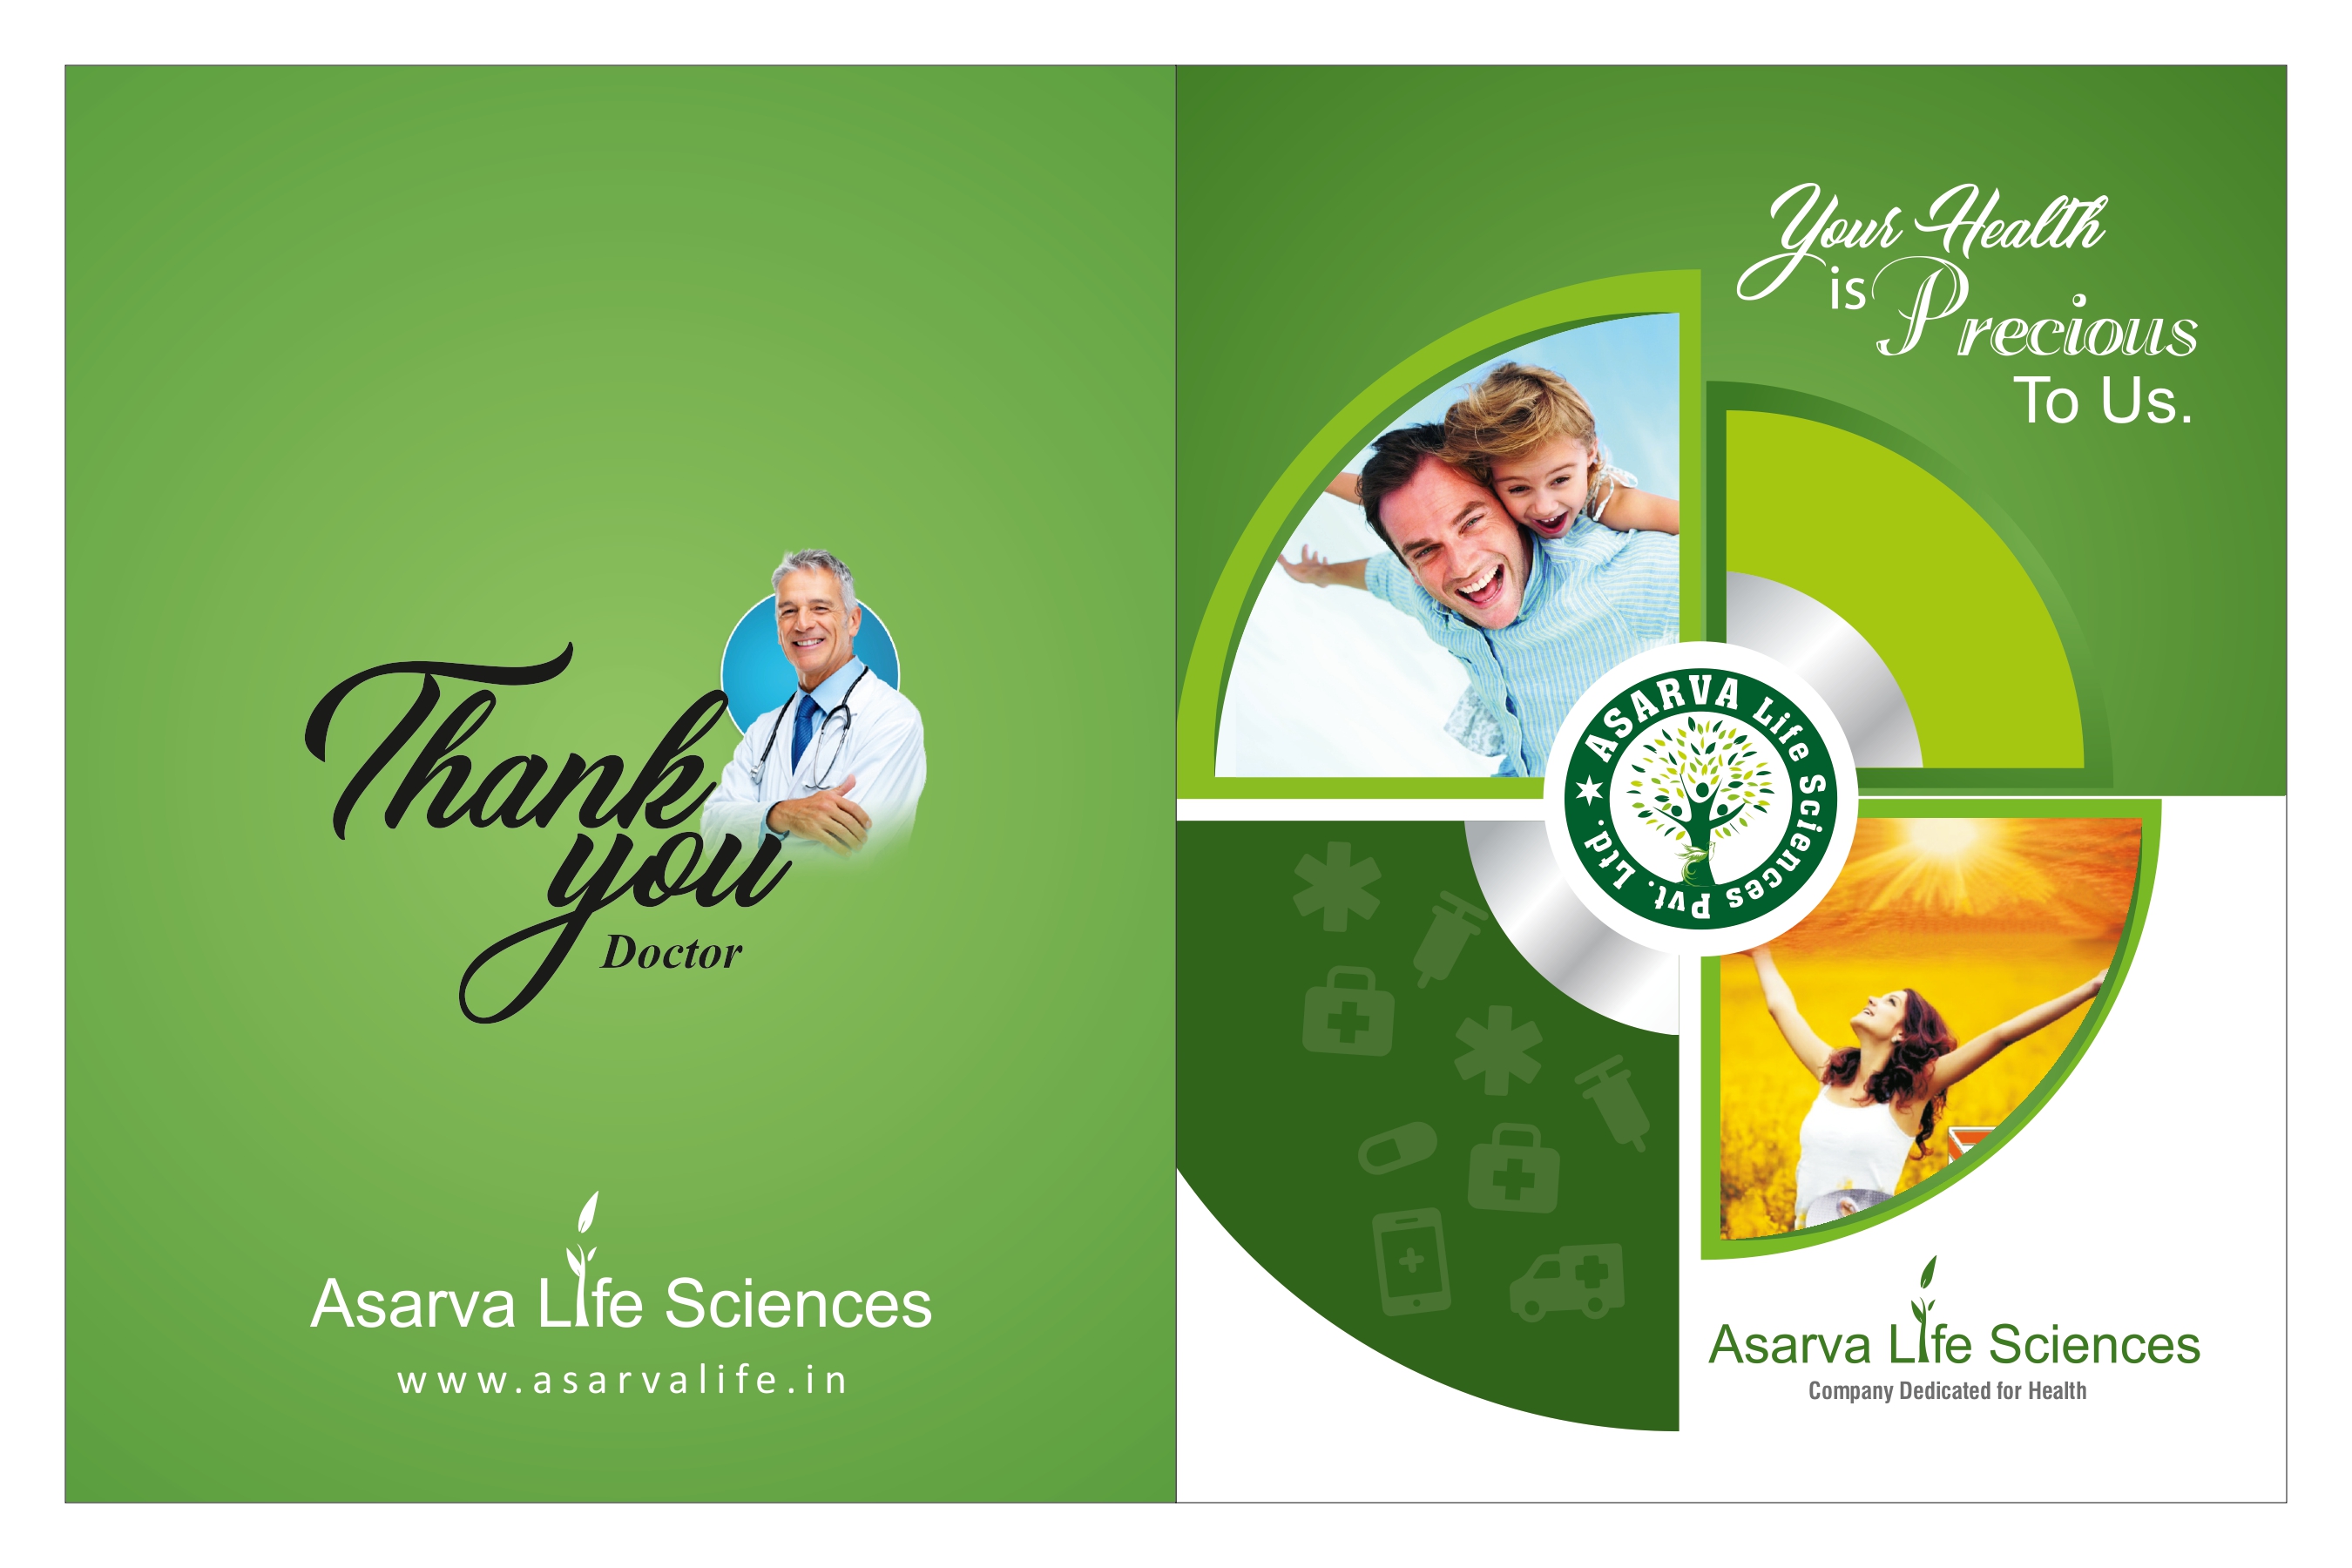 Thank
you
Doctor
Asarva Life Sciences
www.asarvalife.in
Your Health
is Precious
To Us.
ASARVA Life Sciences Pvt. Ltd.
Asarva Life Sciences
Company Dedicated for Health